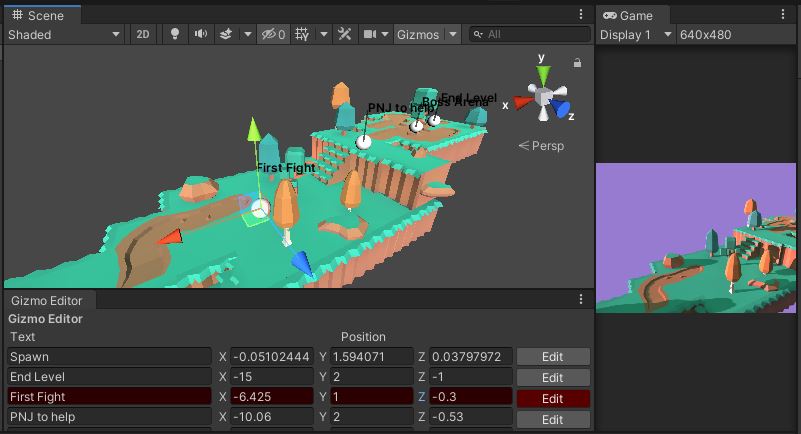 Scene
Game
Shaded
2D
0
Gizmos
All
Display 1
640x480
y
x
z
Persp
End Level
Boss Arena
PNJ to help
First Fight
Gizmo Editor
Gizmo Editor
Text Position
Spawn X -0.05102444 Y 1.594071 Z 0.03797972 Edit
End Level X -15 Y 2 Z -1 Edit
First Fight X -6.425 Y 1 Z -0.3 Edit
PNJ to help X -10.06 Y 2 Z -0.53 Edit